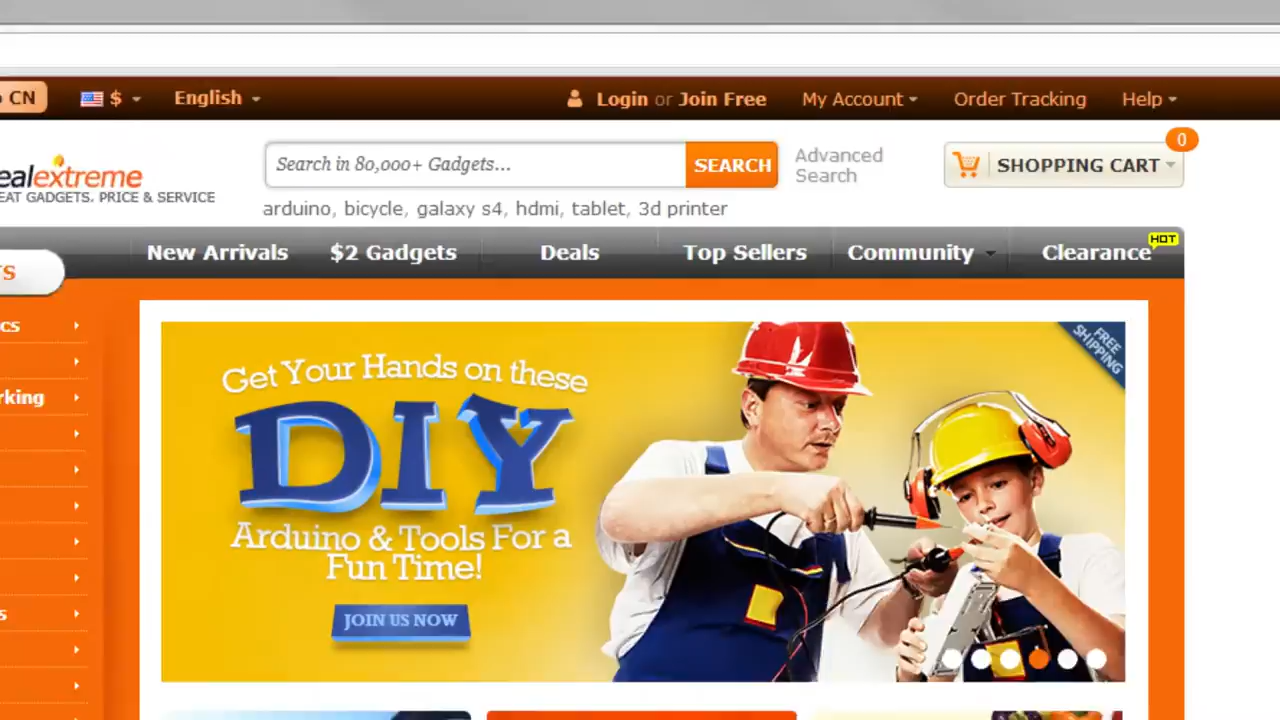 CN
$
English
Login or Join Free
My Account
Order Tracking
Help
0
ealextreme
EAT GADGETS. PRICE & SERVICE
Search in 80,000+ Gadgets...
SEARCH
Advanced
Search
SHOPPING CART
arduino, bicycle, galaxy s4, hdmi, tablet, 3d printer
New Arrivals
$2 Gadgets
Deals
Top Sellers
Community
Clearance
HOT
S
cs
rking
s
Get Your Hands on these
DIY
Arduino & Tools For a
Fun Time!
JOIN US NOW
FREE
SHIPPING